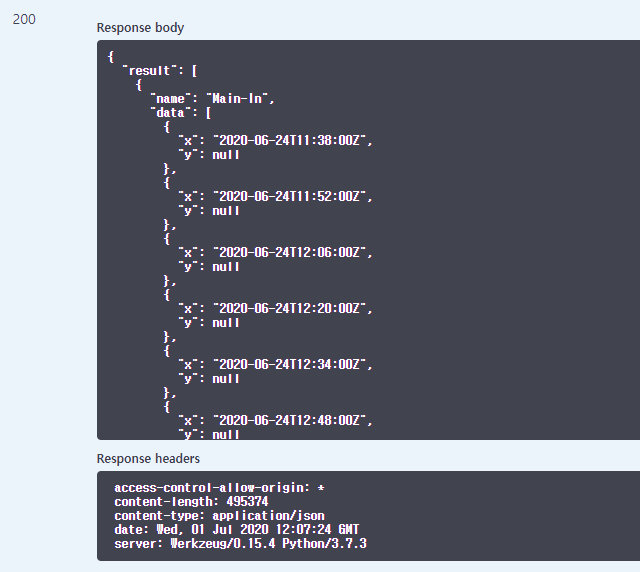 200
Response body
{
"result": [
{
"name": "Main-In",
"data": [
{
"x": "2020-06-24T11:38:00Z",
"y": null
},
{
"x": "2020-06-24T11:52:00Z",
"y": null
},
{
"x": "2020-06-24T12:06:00Z",
"y": null
},
{
"x": "2020-06-24T12:20:00Z",
"y": null
},
{
"x": "2020-06-24T12:34:00Z",
"y": null
},
{
"x": "2020-06-24T12:48:00Z",
"y": null
Response headers
access-control-allow-origin: *
content-length: 495374
content-type: application/json
date: Wed, 01 Jul 2020 12:07:24 GMT
server: Werkzeug/0.15.4 Python/3.7.3